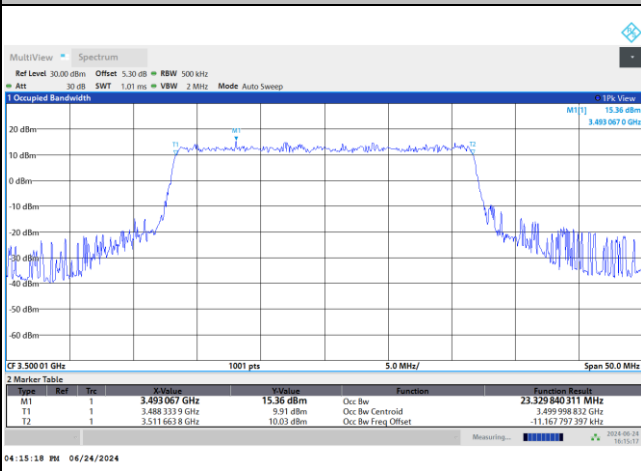 MultiView Spectrum
Ref Level 30.00 dBm Offset 5.30 dB RBW 500 kHz
Att 30 dB SWT 1.01 ms VBW 2 MHz Mode Auto Sweep
1 Occupied Bandwidth 1Pk View
M1[1] 15.36 dBm
3.493 067 0 GHz
20 dBm
T1 M1 T2
10 dBm
0 dBm
-10 dBm
-20 dBm
-30 dBm
-40 dBm
-50 dBm
-60 dBm
CF 3.500 01 GHz 1001 pts 5.0 MHz/ Span 50.0 MHz
2 Marker Table
Type Ref Trc X-Value Y-Value Function Function Result
M1 1 3.493 067 GHz 15.36 dBm Occ Bw 23.329 840 311 MHz
T1 1 3.488 333 9 GHz 9.91 dBm Occ Bw Centroid 3.499 998 832 GHz
T2 1 3.511 663 8 GHz 10.03 dBm Occ Bw Freq Offset -11.167 797 397 kHz
Measuring... 2024-06-24
16:15:17
04:15:18 PM 06/24/2024